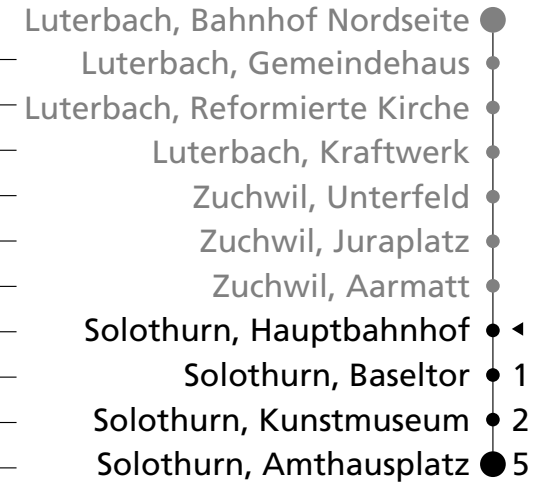 Luterbach, Bahnhof Nordseite
Luterbach, Gemeindehaus
Luterbach, Reformierte Kirche
Luterbach, Kraftwerk
Zuchwil, Unterfeld
Zuchwil, Juraplatz
Zuchwil, Aarmatt
Solothurn, Hauptbahnhof
Solothurn, Baseltor 1
Solothurn, Kunstmuseum 2
Solothurn, Amthausplatz 5